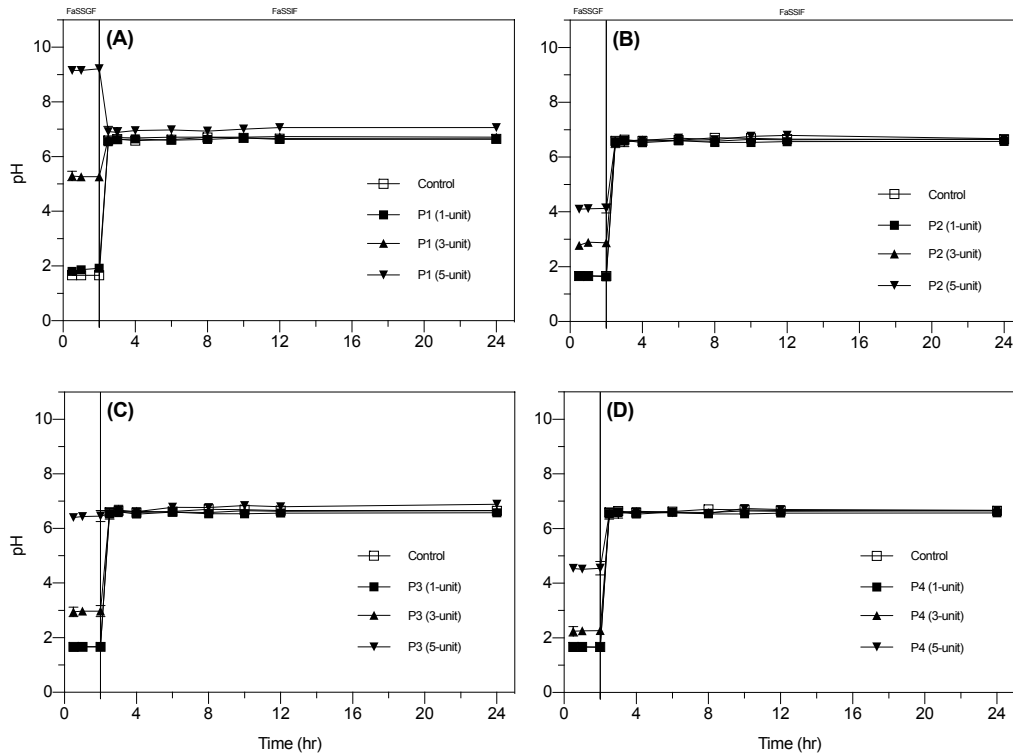 FaSSGF FaSSIF
(A)
10
8
6
4
2
0
pH
Control
P1 (1-unit)
P1 (3-unit)
P1 (5-unit)
0 4 8 12 16 20 24
FaSSGF FaSSIF
(B)
10
8
6
4
2
0
Control
P2 (1-unit)
P2 (3-unit)
P2 (5-unit)
0 4 8 12 16 20 24
(C)
10
8
6
4
2
0
pH
Control
P3 (1-unit)
P3 (3-unit)
P3 (5-unit)
0 4 8 12 16 20 24
Time (hr)
(D)
10
8
6
4
2
0
Control
P4 (1-unit)
P4 (3-unit)
P4 (5-unit)
0 4 8 12 16 20 24
Time (hr)